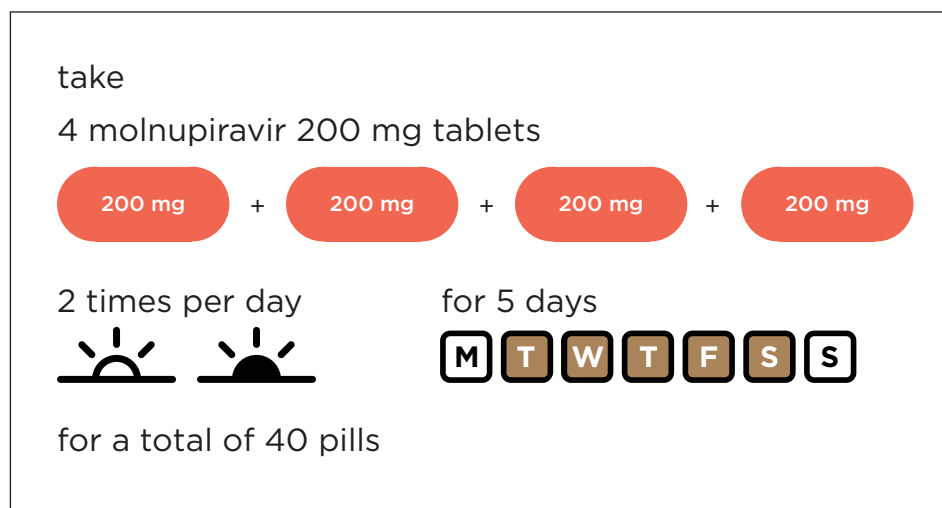 take
4 molnupiravir 200 mg tablets
200 mg + 200 mg + 200 mg + 200 mg
2 times per day
for 5 days
M T W T F S S
for a total of 40 pills